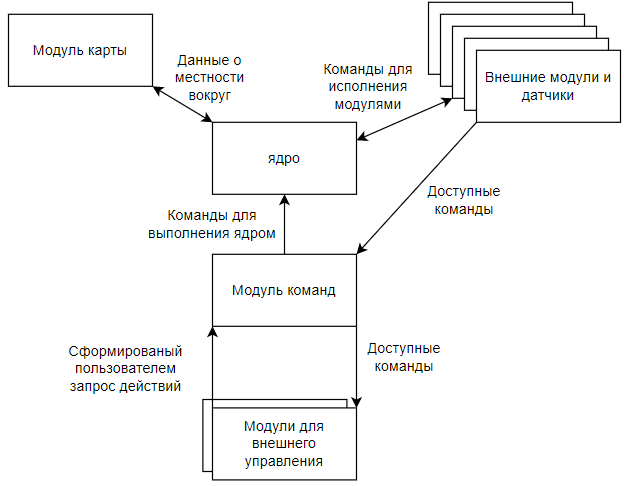 Модуль карты
Данные о
местности
вокруг
Команды для
исполнения
модулями
Внешние модули и
датчики
ядро
Доступные
команды
Команды для
выполнения ядром
Модуль команд
Сформированый
пользователем
запрос действий
Доступные
команды
Модули для
внешнего
управления